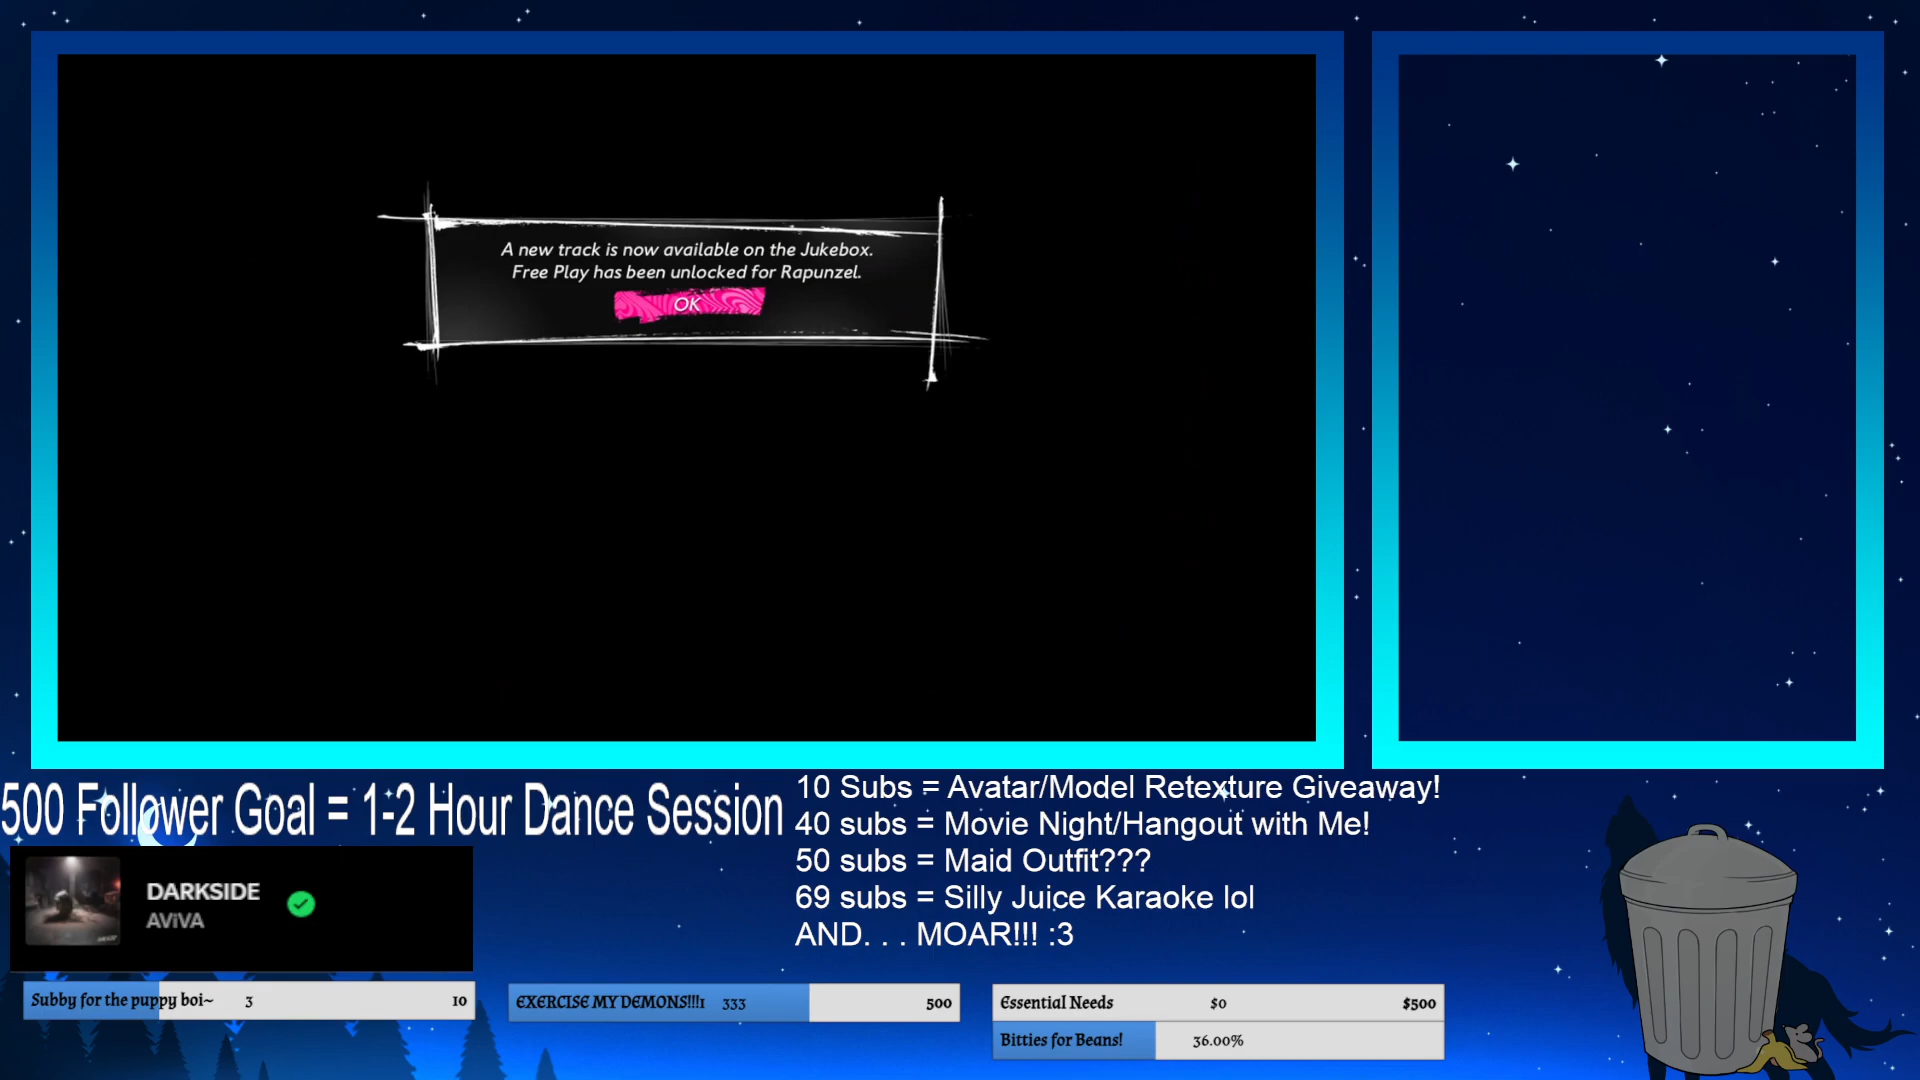 A new track is now available on the Jukebox.
Free Play has been unlocked for Rapunzel.
OK
500 Follower Goal = 1-2 Hour Dance Session
10 Subs = Avatar/Model Retexture Giveaway!
40 subs = Movie Night/Hangout with Me!
50 subs = Maid Outfit???
69 subs = Silly Juice Karaoke lol
AND. . . MOAR!!! :3
DARKSIDE
AViVA
Subby for the puppy boi~ 3 10
EXERCISE MY DEMONS!!!1 333 500
Essential Needs $0 $500
Bitties for Beans! 36.00%